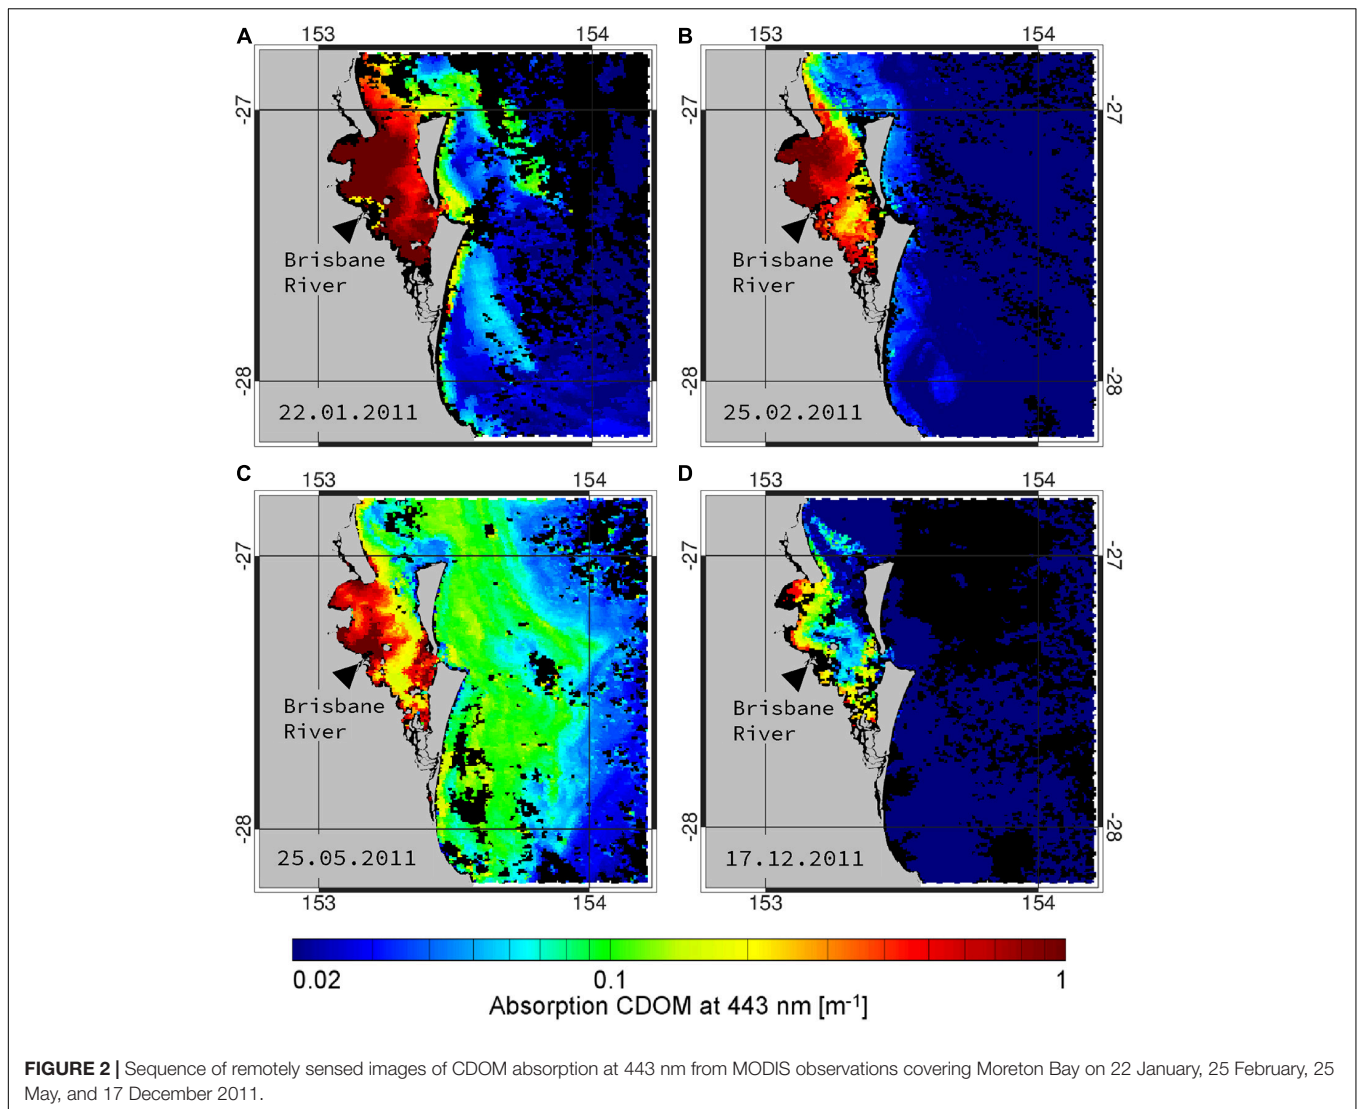 A
153
154
-27
-28
Brisbane
River
22.01.2011
B
153
154
-27
-28
Brisbane
River
25.02.2011
C
153
154
-27
-28
Brisbane
River
25.05.2011
153
154
D
153
154
-27
-28
Brisbane
River
17.12.2011
153
154
0.02
0.1
1
Absorption CDOM at 443 nm [m-1]
FIGURE 2 | Sequence of remotely sensed images of CDOM absorption at 443 nm from MODIS observations covering Moreton Bay on 22 January, 25 February, 25
May, and 17 December 2011.